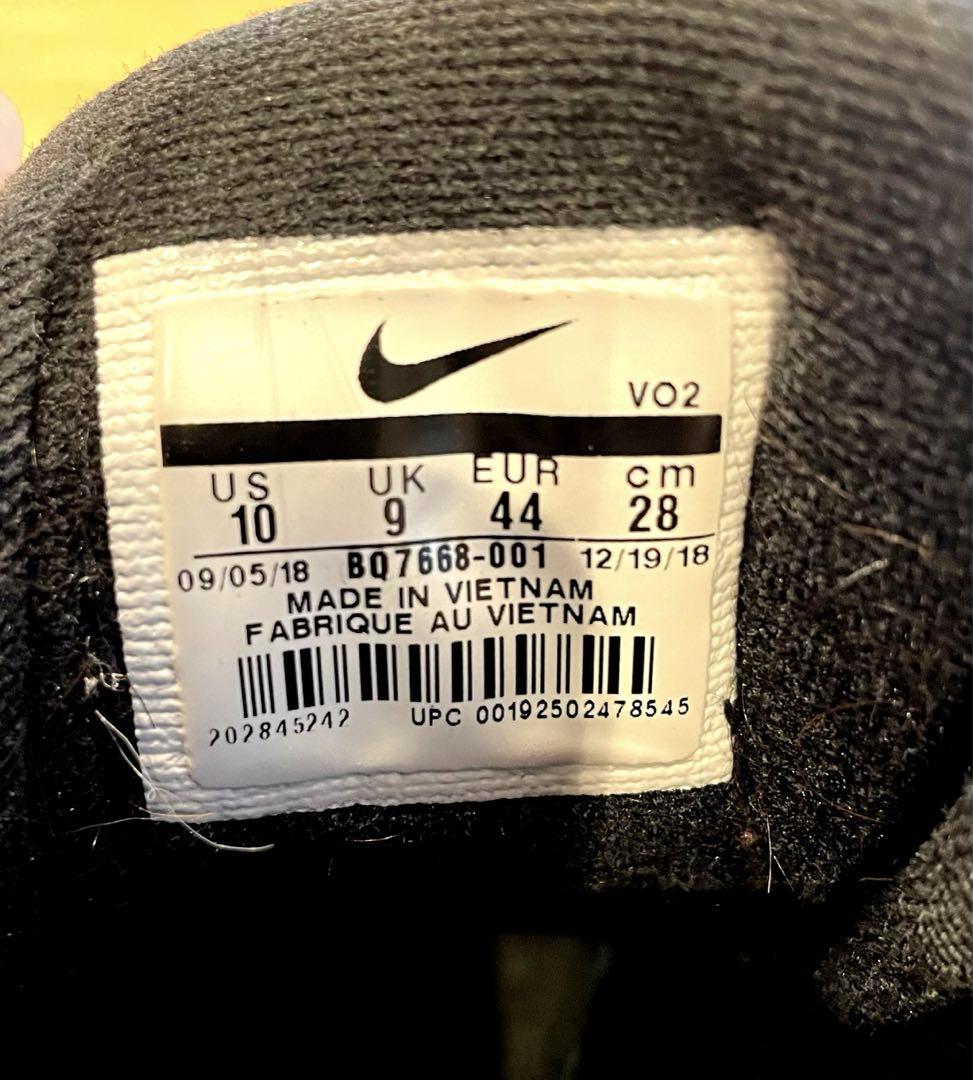 VO2
US UK EUR cm
10 9 44 28
09/05/18 BQ7668-001 12/19/18
MADE IN VIETNAM
FABRIQUE AU VIETNAM
202845242 UPC 00192502478545